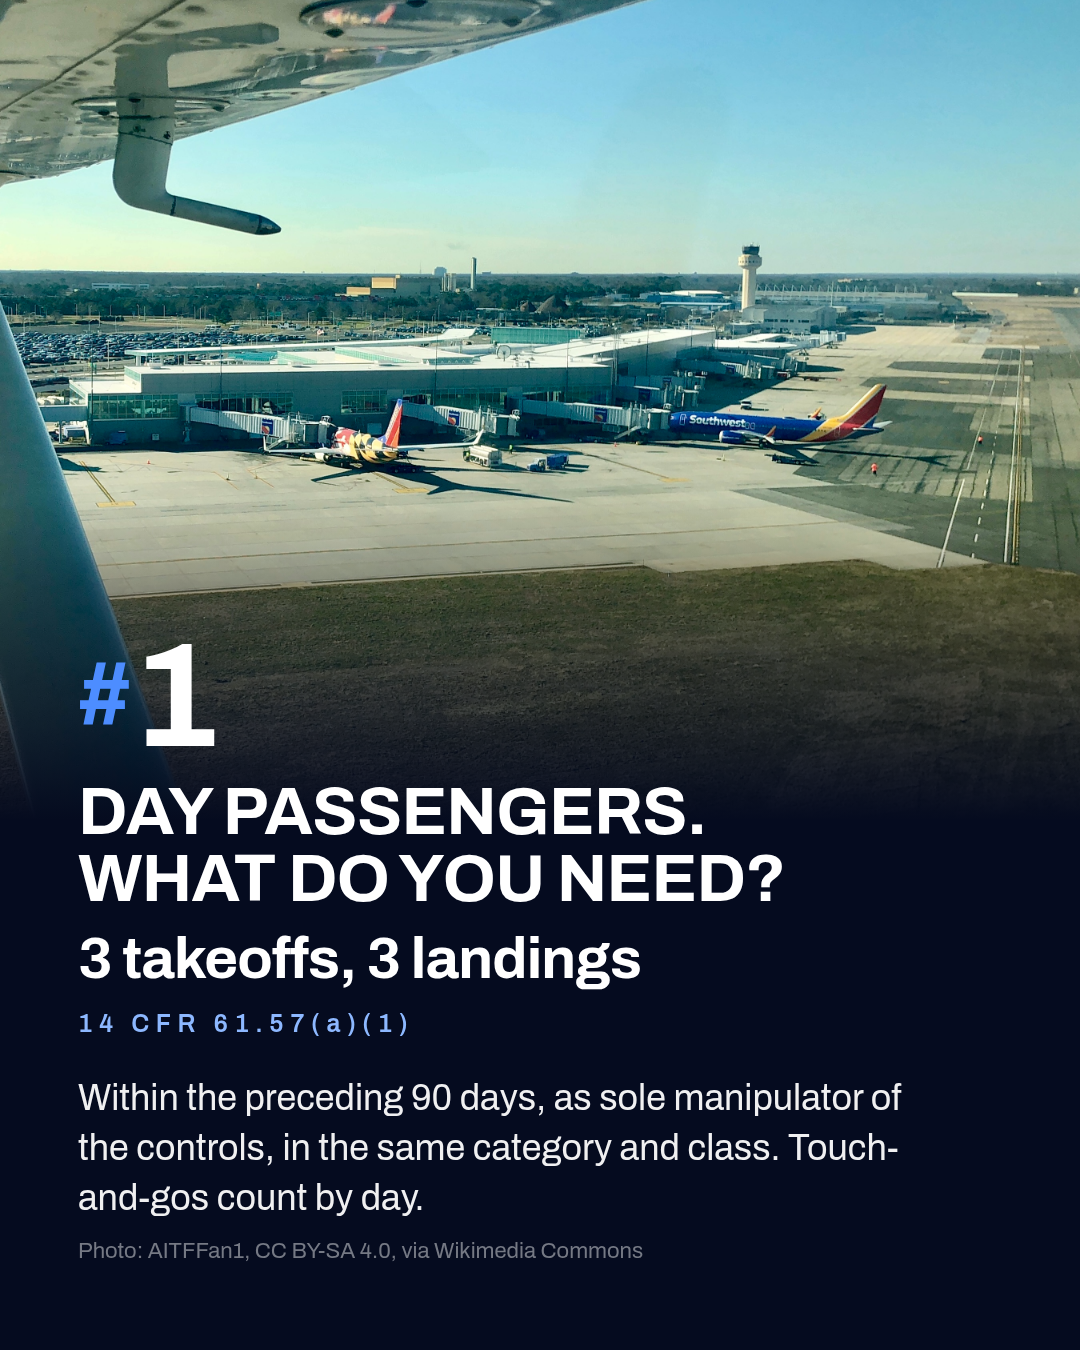 Southwest
#1
DAY PASSENGERS.
WHAT DO YOU NEED?
3 takeoffs, 3 landings
14 CFR 61.57(a)(1)
Within the preceding 90 days, as sole manipulator of
the controls, in the same category and class. Touch-
and-gos count by day.
Photo: AITFFan1, CC BY-SA 4.0, via Wikimedia Commons